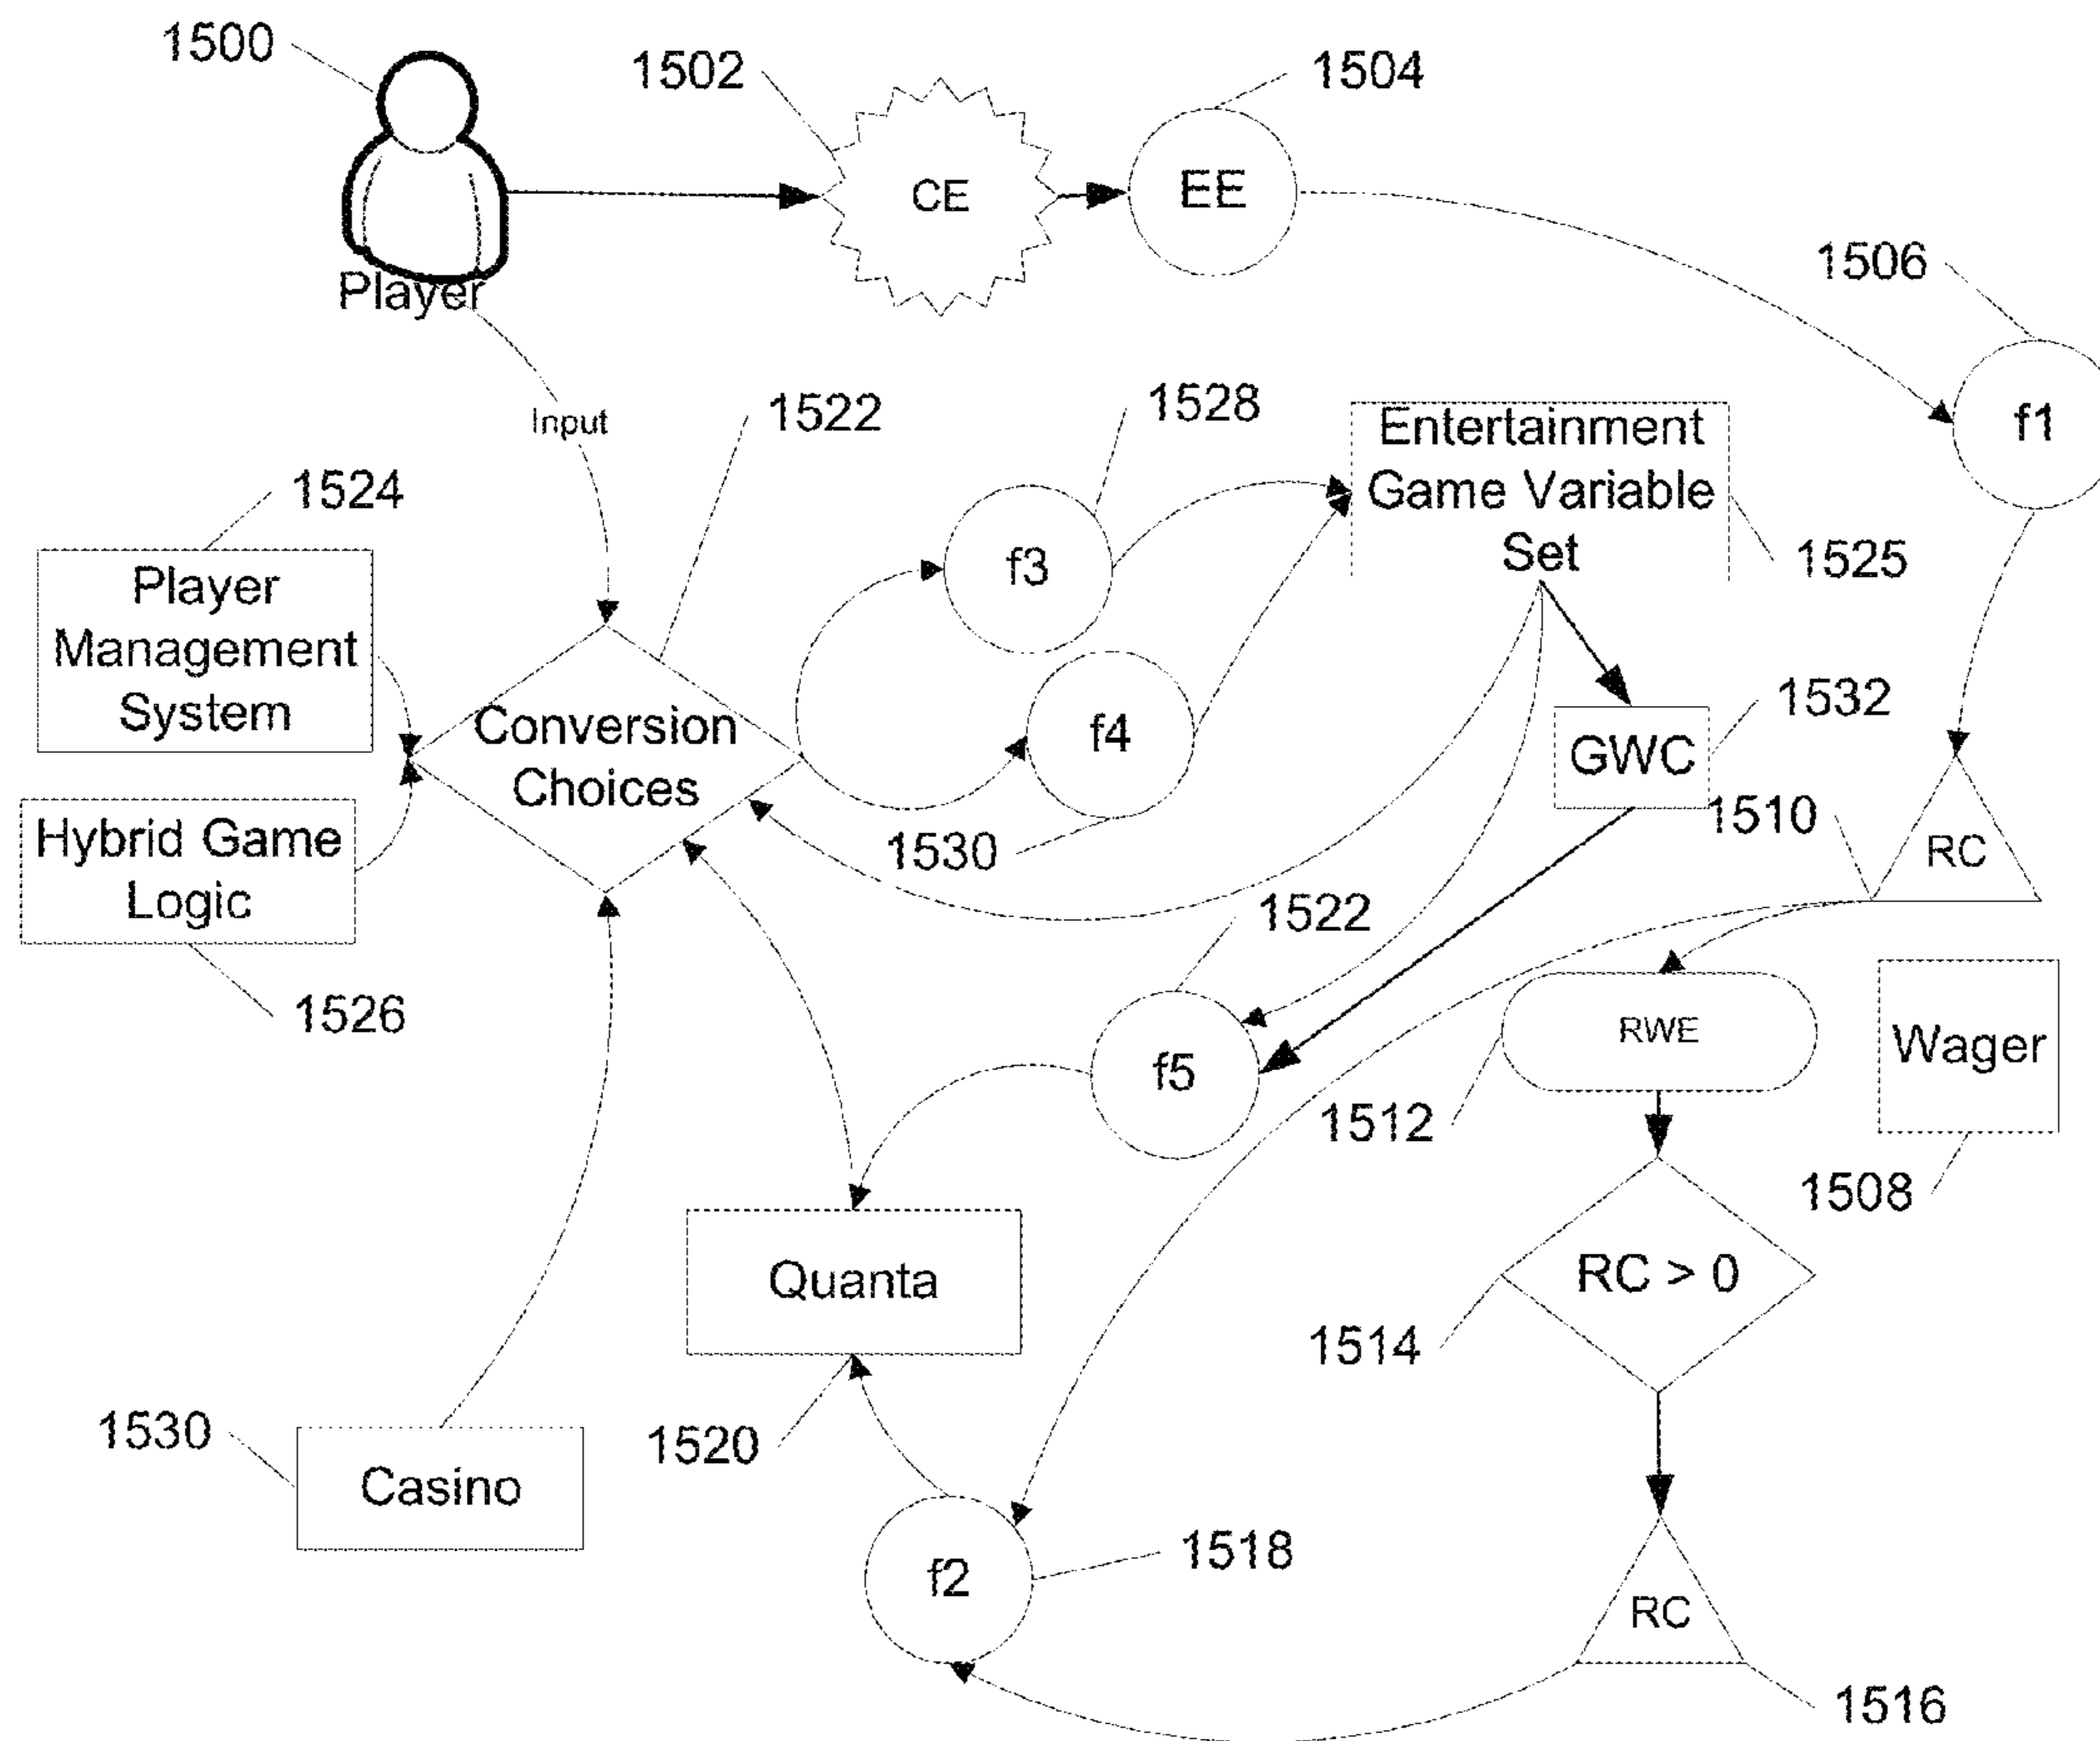 1500
1502
1504
CE
EE
1506
Player
f1
Input
1522
1528
Entertainment
Game Variable
Set
1525
1524
Player
Management
System
f3
1532
Conversion
Choices
f4
GWC
1510
RC
Hybrid Game
Logic
1530
1526
1522
RWE
Wager
f5
1512
1508
Quanta
RC > 0
1514
1530
1520
Casino
f2
1518
RC
1516